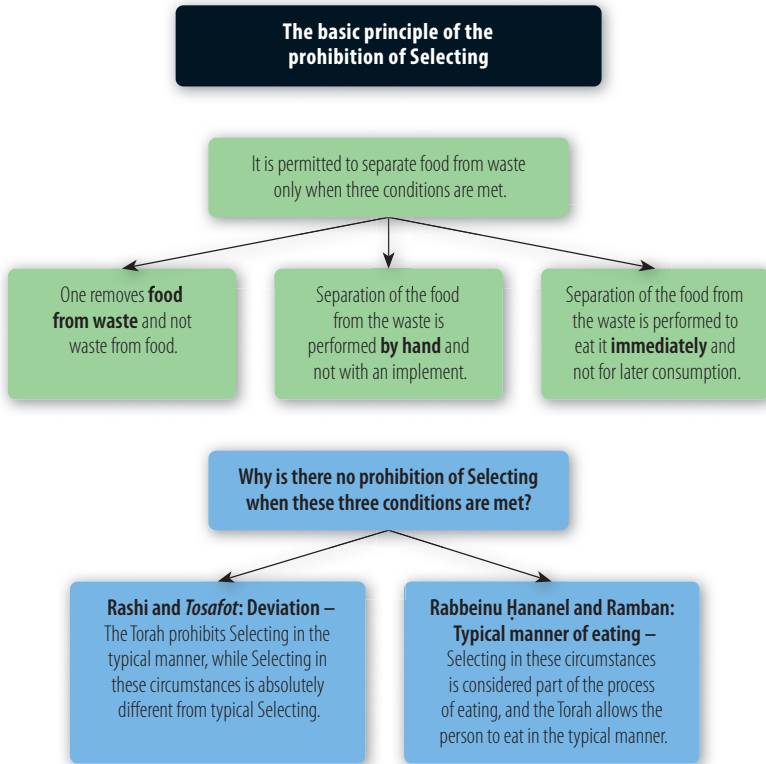 The basic principle of the
prohibition of Selecting
It is permitted to separate food from waste
only when three conditions are met.
One removes food
from waste and not
waste from food.
Separation of the food
from the waste is
performed by hand and
not with an implement.
Separation of the food from
the waste is performed to
eat it immediately and
not for later consumption.
Why is there no prohibition of Selecting
when these three conditions are met?
Rashi and Tosafot: Deviation –
The Torah prohibits Selecting in the
typical manner, while Selecting in
these circumstances is absolutely
different from typical Selecting.
Rabbeinu Ḥananel and Ramban:
Typical manner of eating –
Selecting in these circumstances
is considered part of the process
of eating, and the Torah allows the
person to eat in the typical manner.